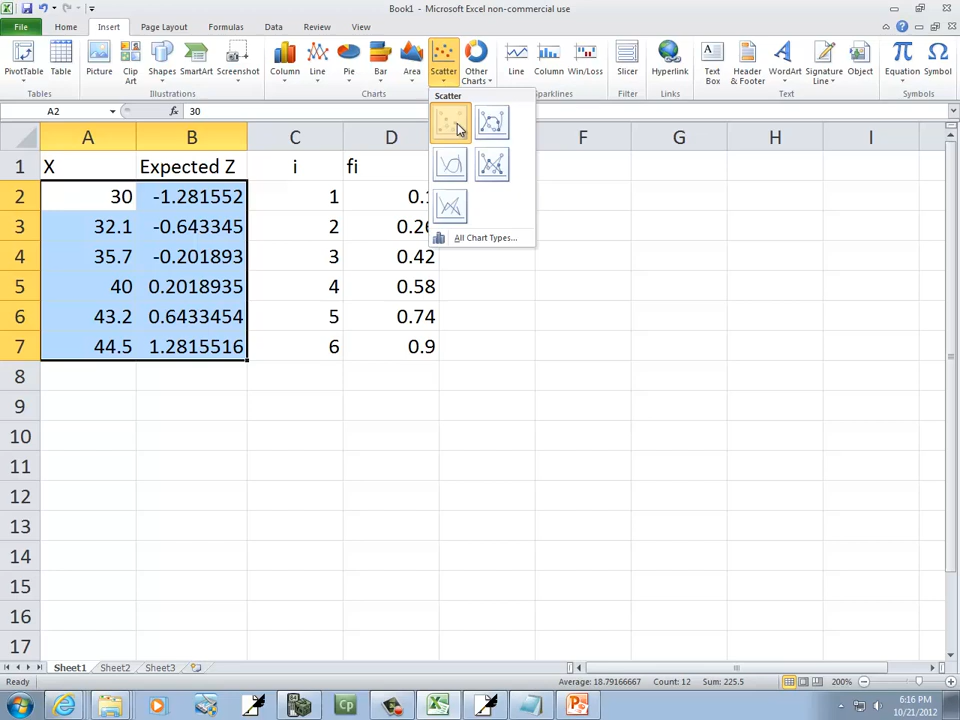 Book1 - Microsoft Excel non-commercial use
File Home Insert Page Layout Formulas Data Review View
PivotTable Table Picture Clip Art Shapes SmartArt Screenshot Column Line Pie Bar Area Scatter Other Charts Line Column Win/Loss Slicer Hyperlink Text Box Header & Footer WordArt Signature Line Object Equation Symbol
Tables Illustrations Charts Sparklines Filter Links Text Symbols
Scatter
All Chart Types...
A2 fx 30
A B C D F G H I
1 X Expected Z i fi
2 30 -1.281552 1 0.1
3 32.1 -0.643345 2 0.26
4 35.7 -0.201893 3 0.42
5 40 0.2018935 4 0.58
6 43.2 0.6433454 5 0.74
7 44.5 1.2815516 6 0.9
8
9
10
11
12
13
14
15
16
17
Sheet1 Sheet2 Sheet3
Ready Average: 18.79166667 Count: 12 Sum: 225.5 200%
Cp 6:16 PM
10/21/2012